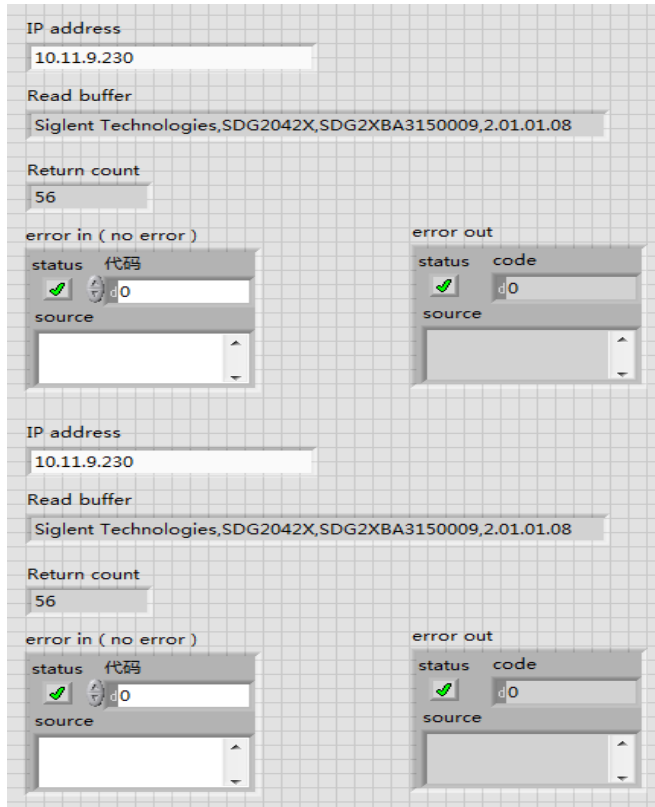 IP address
10.11.9.230
Read buffer
Siglent Technologies,SDG2042X,SDG2XBA3150009,2.01.01.08
Return count
56
error in ( no error )
status 代码
d 0
source
error out
status code
d 0
source
IP address
10.11.9.230
Read buffer
Siglent Technologies,SDG2042X,SDG2XBA3150009,2.01.01.08
Return count
56
error in ( no error )
status 代码
d 0
source
error out
status code
d 0
source